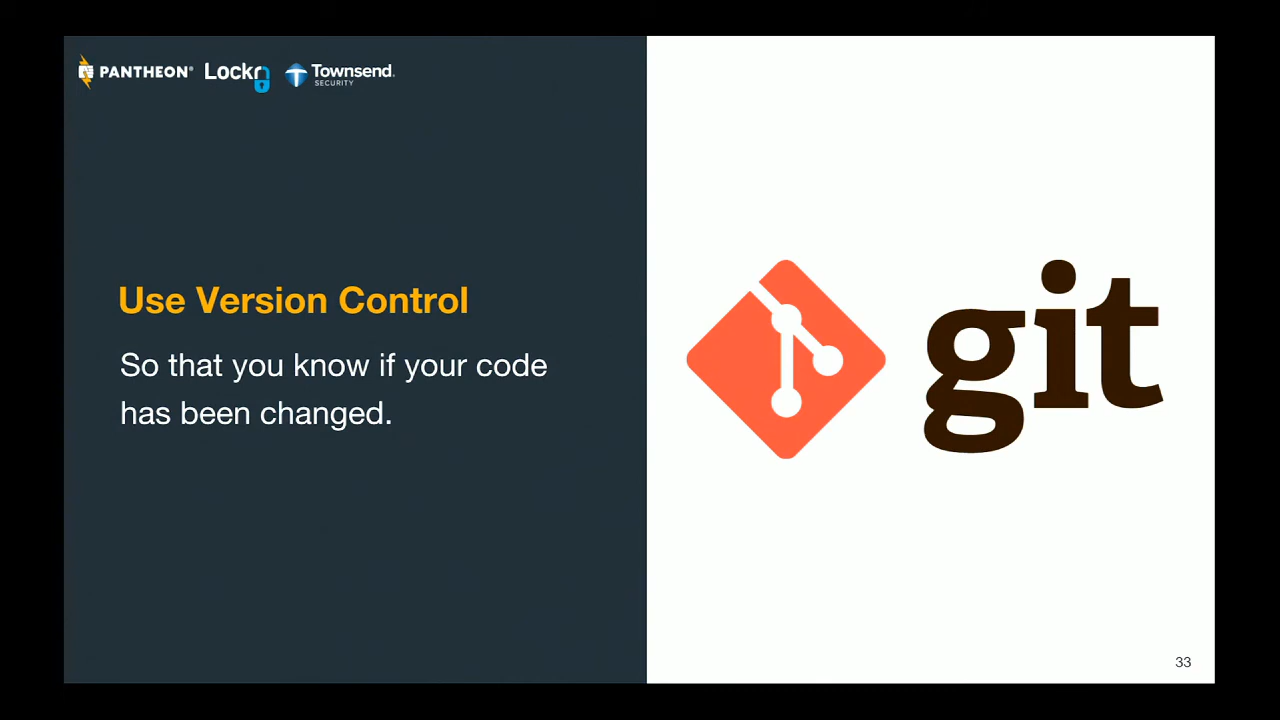 PANTHEON®
Lockr
Townsend
SECURITY
Use Version Control
So that you know if your code
has been changed.
git
33